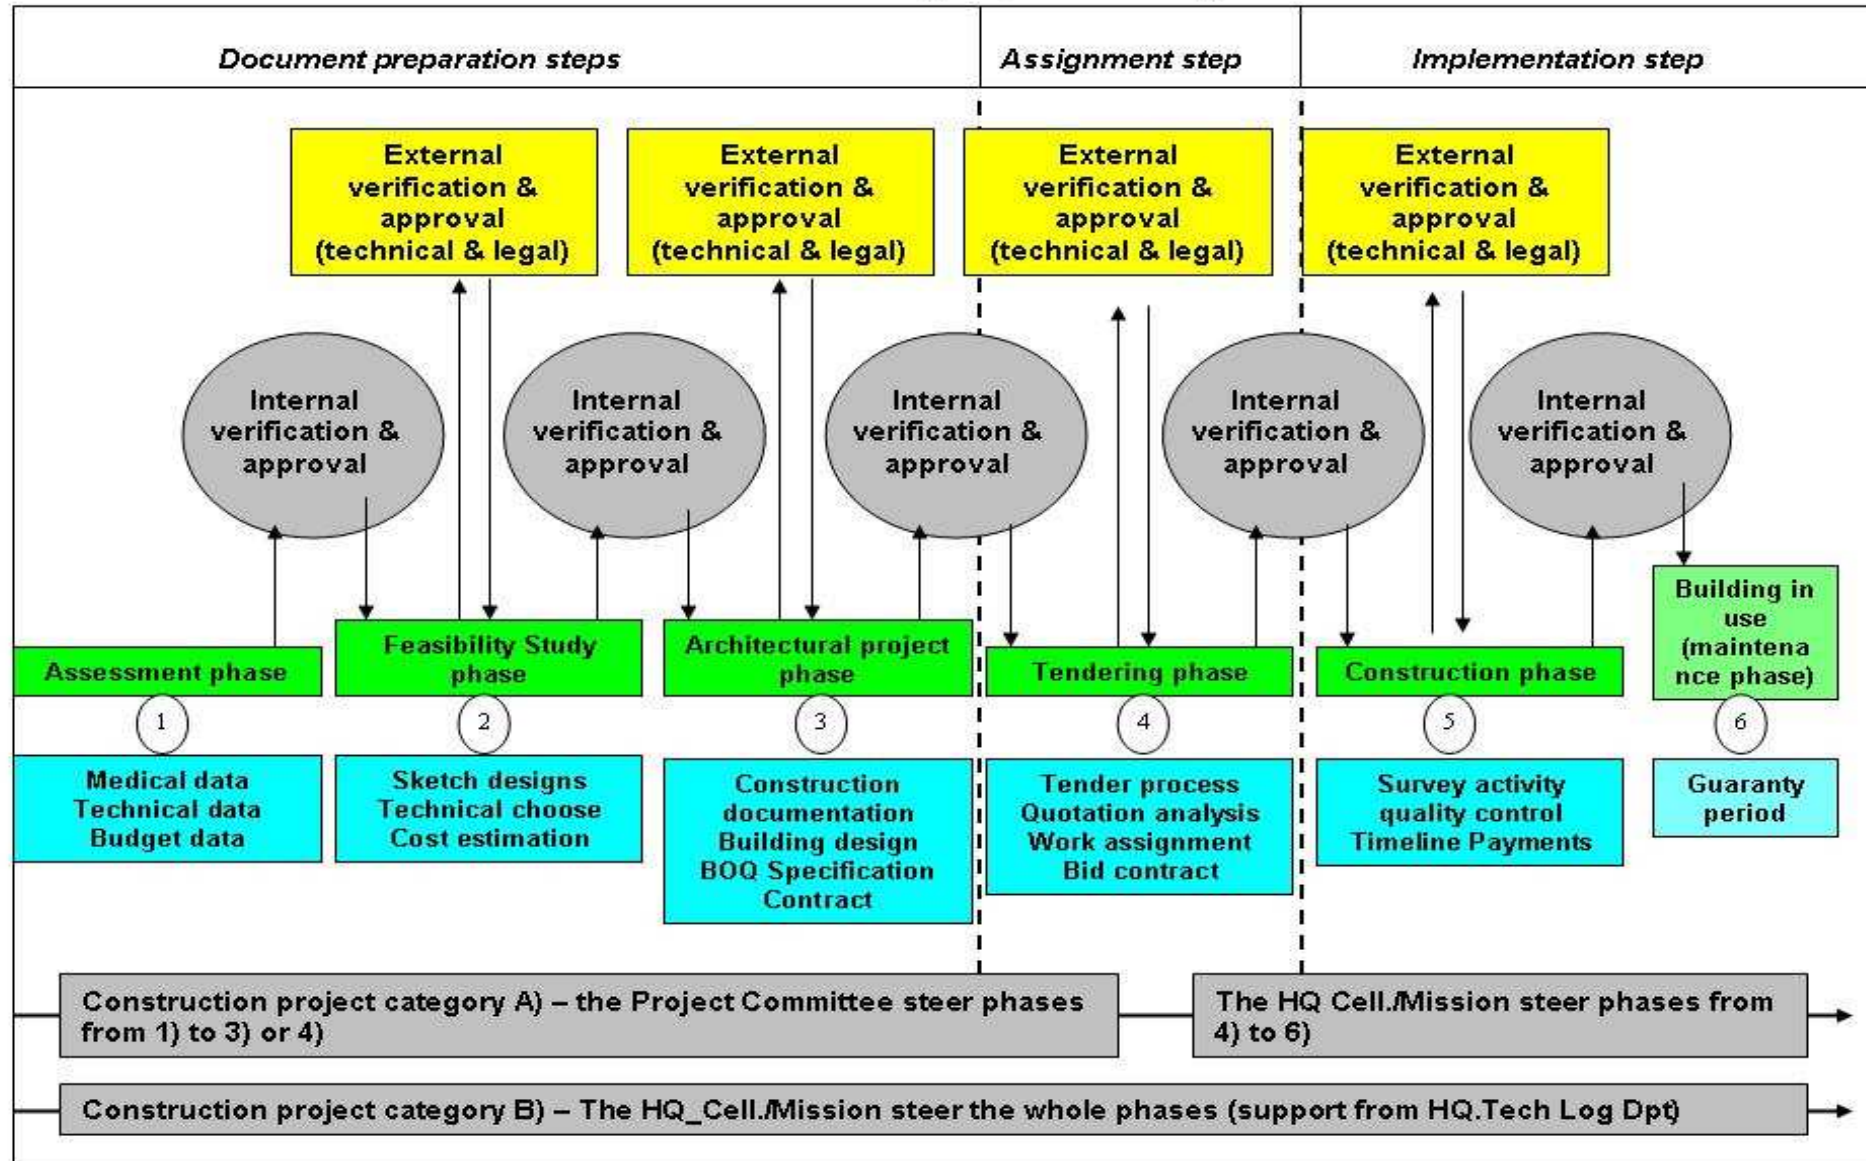 Document preparation steps
Assignment step
Implementation step
External
verification &
approval
(technical & legal)
External
verification &
approval
(technical & legal)
External
verification &
approval
(technical & legal)
External
verification &
approval
(technical & legal)
Internal
verification &
approval
Internal
verification &
approval
Internal
verification &
approval
Internal
verification &
approval
Internal
verification &
approval
Assessment phase
Feasibility Study
phase
Architectural project
phase
Tendering phase
Construction phase
Building in
use
(maintena
nce phase)
1
2
3
4
5
6
Medical data
Technical data
Budget data
Sketch designs
Technical choose
Cost estimation
Construction
documentation
Building design
BOQ Specification
Contract
Tender process
Quotation analysis
Work assignment
Bid contract
Survey activity
quality control
Timeline Payments
Guaranty
period
Construction project category A) – the Project Committee steer phases
from 1) to 3) or 4)
The HQ Cell./Mission steer phases from
4) to 6)
Construction project category B) – The HQ_Cell./Mission steer the whole phases (support from HQ.Tech Log Dpt)